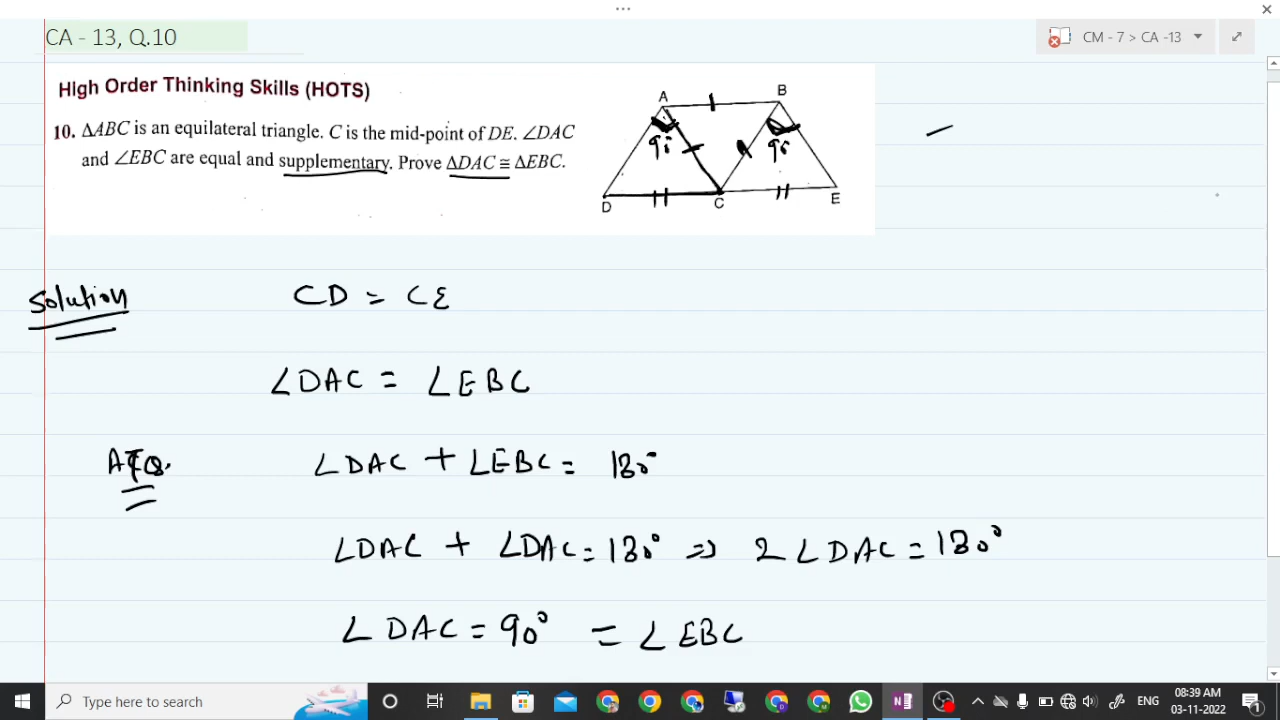 CA - 13, Q.10
CM - 7 > CA -13
High Order Thinking Skills (HOTS)
10. ΔABC is an equilateral triangle. C is the mid-point of DE. ∠DAC
and ∠EBC are equal and supplementary. Prove ΔDAC ≅ ΔEBC.
A B
90° 90°
D C E
Solution CD = CE
∠DAC = ∠EBC
ATQ. ∠DAC + ∠EBC = 180°
∠DAC + ∠DAC = 180° ⇒ 2∠DAC = 180°
∠DAC = 90° = ∠EBC
Type here to search
ENG
08:39 AM
03-11-2022
1